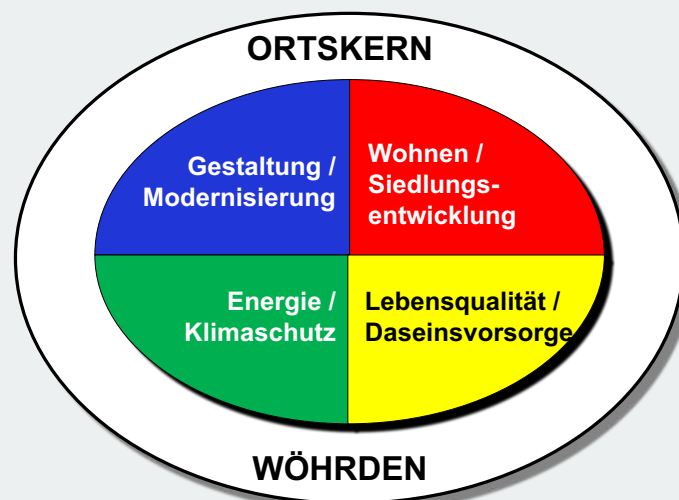 ORTSKERN
Gestaltung /
Modernisierung
Wohnen /
Siedlungs-
entwicklung
Energie /
Klimaschutz
Lebensqualität /
Daseinsvorsorge
WÖHRDEN